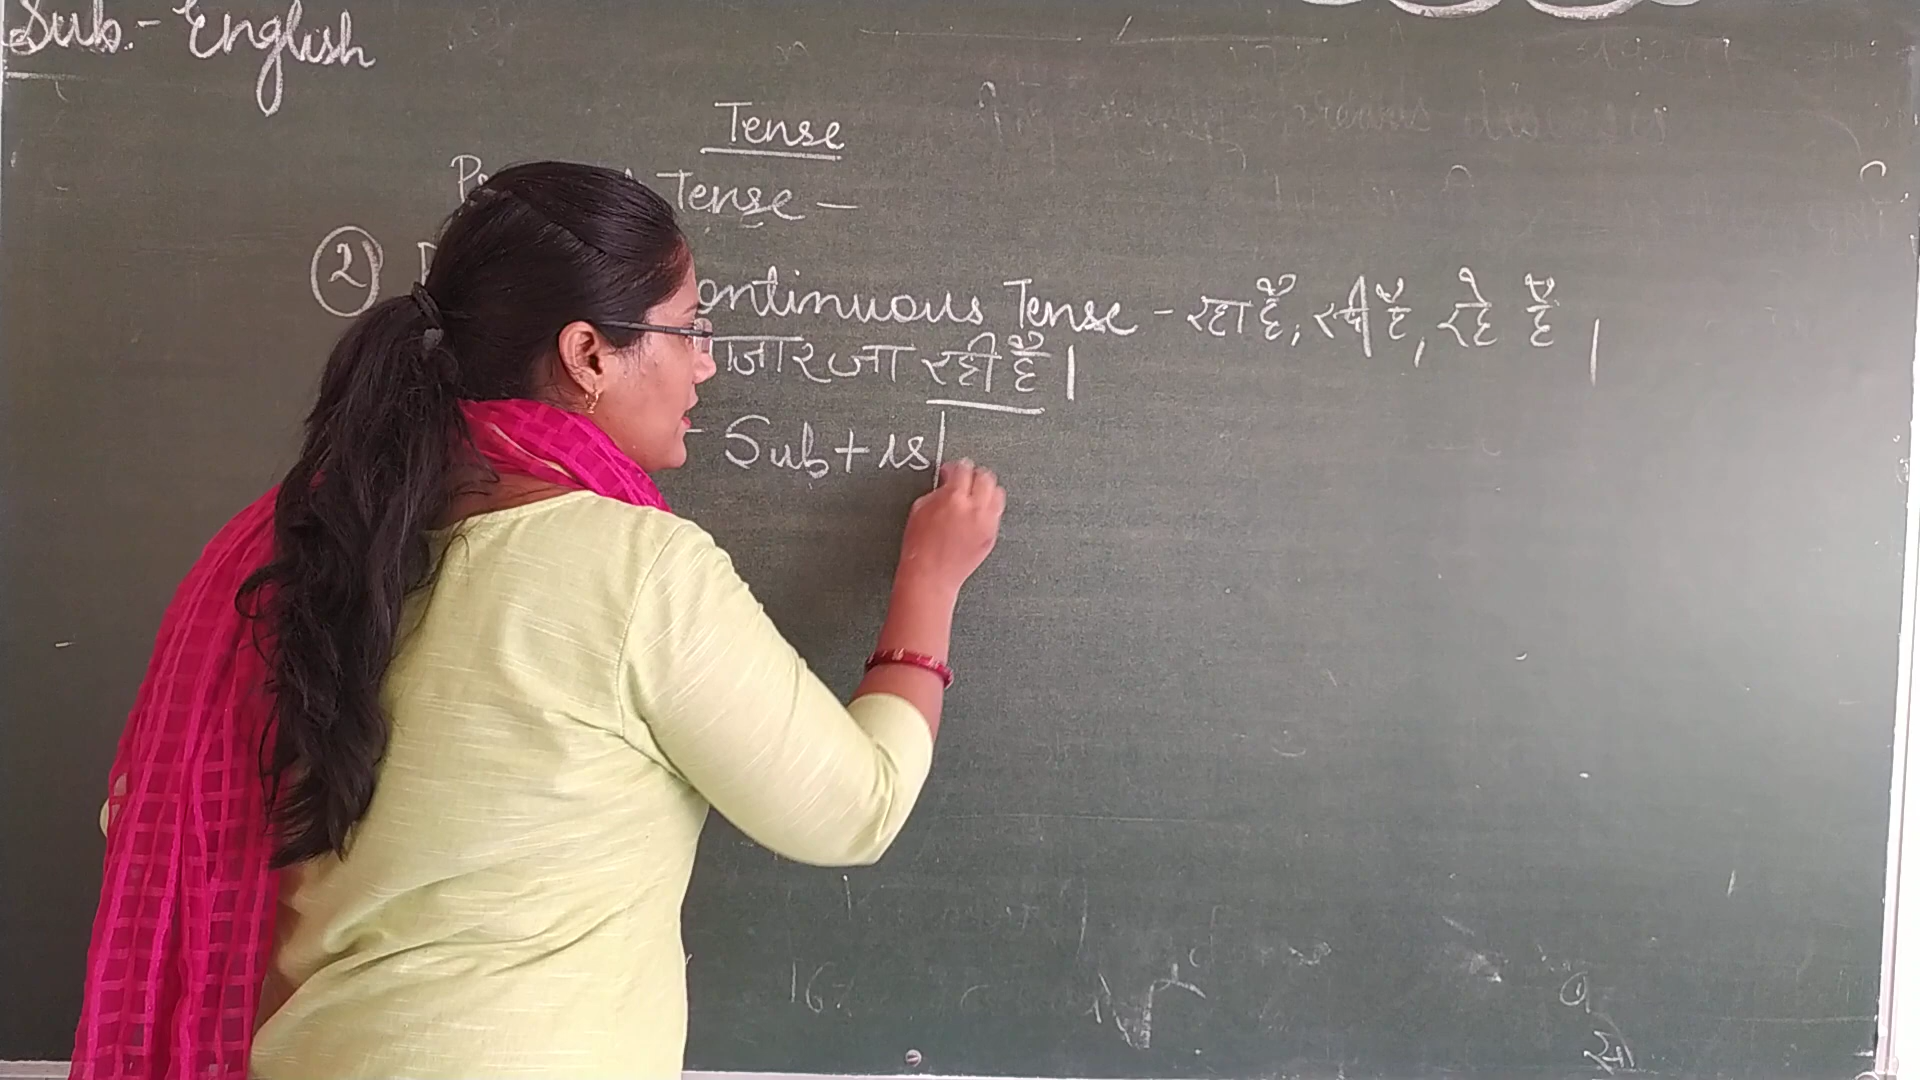 Sub.- English
Tense
Tense –
2 ontinuous Tense - रहा है, रही है, रहे हैं ।
जार जा रही है।
- Sub + is|